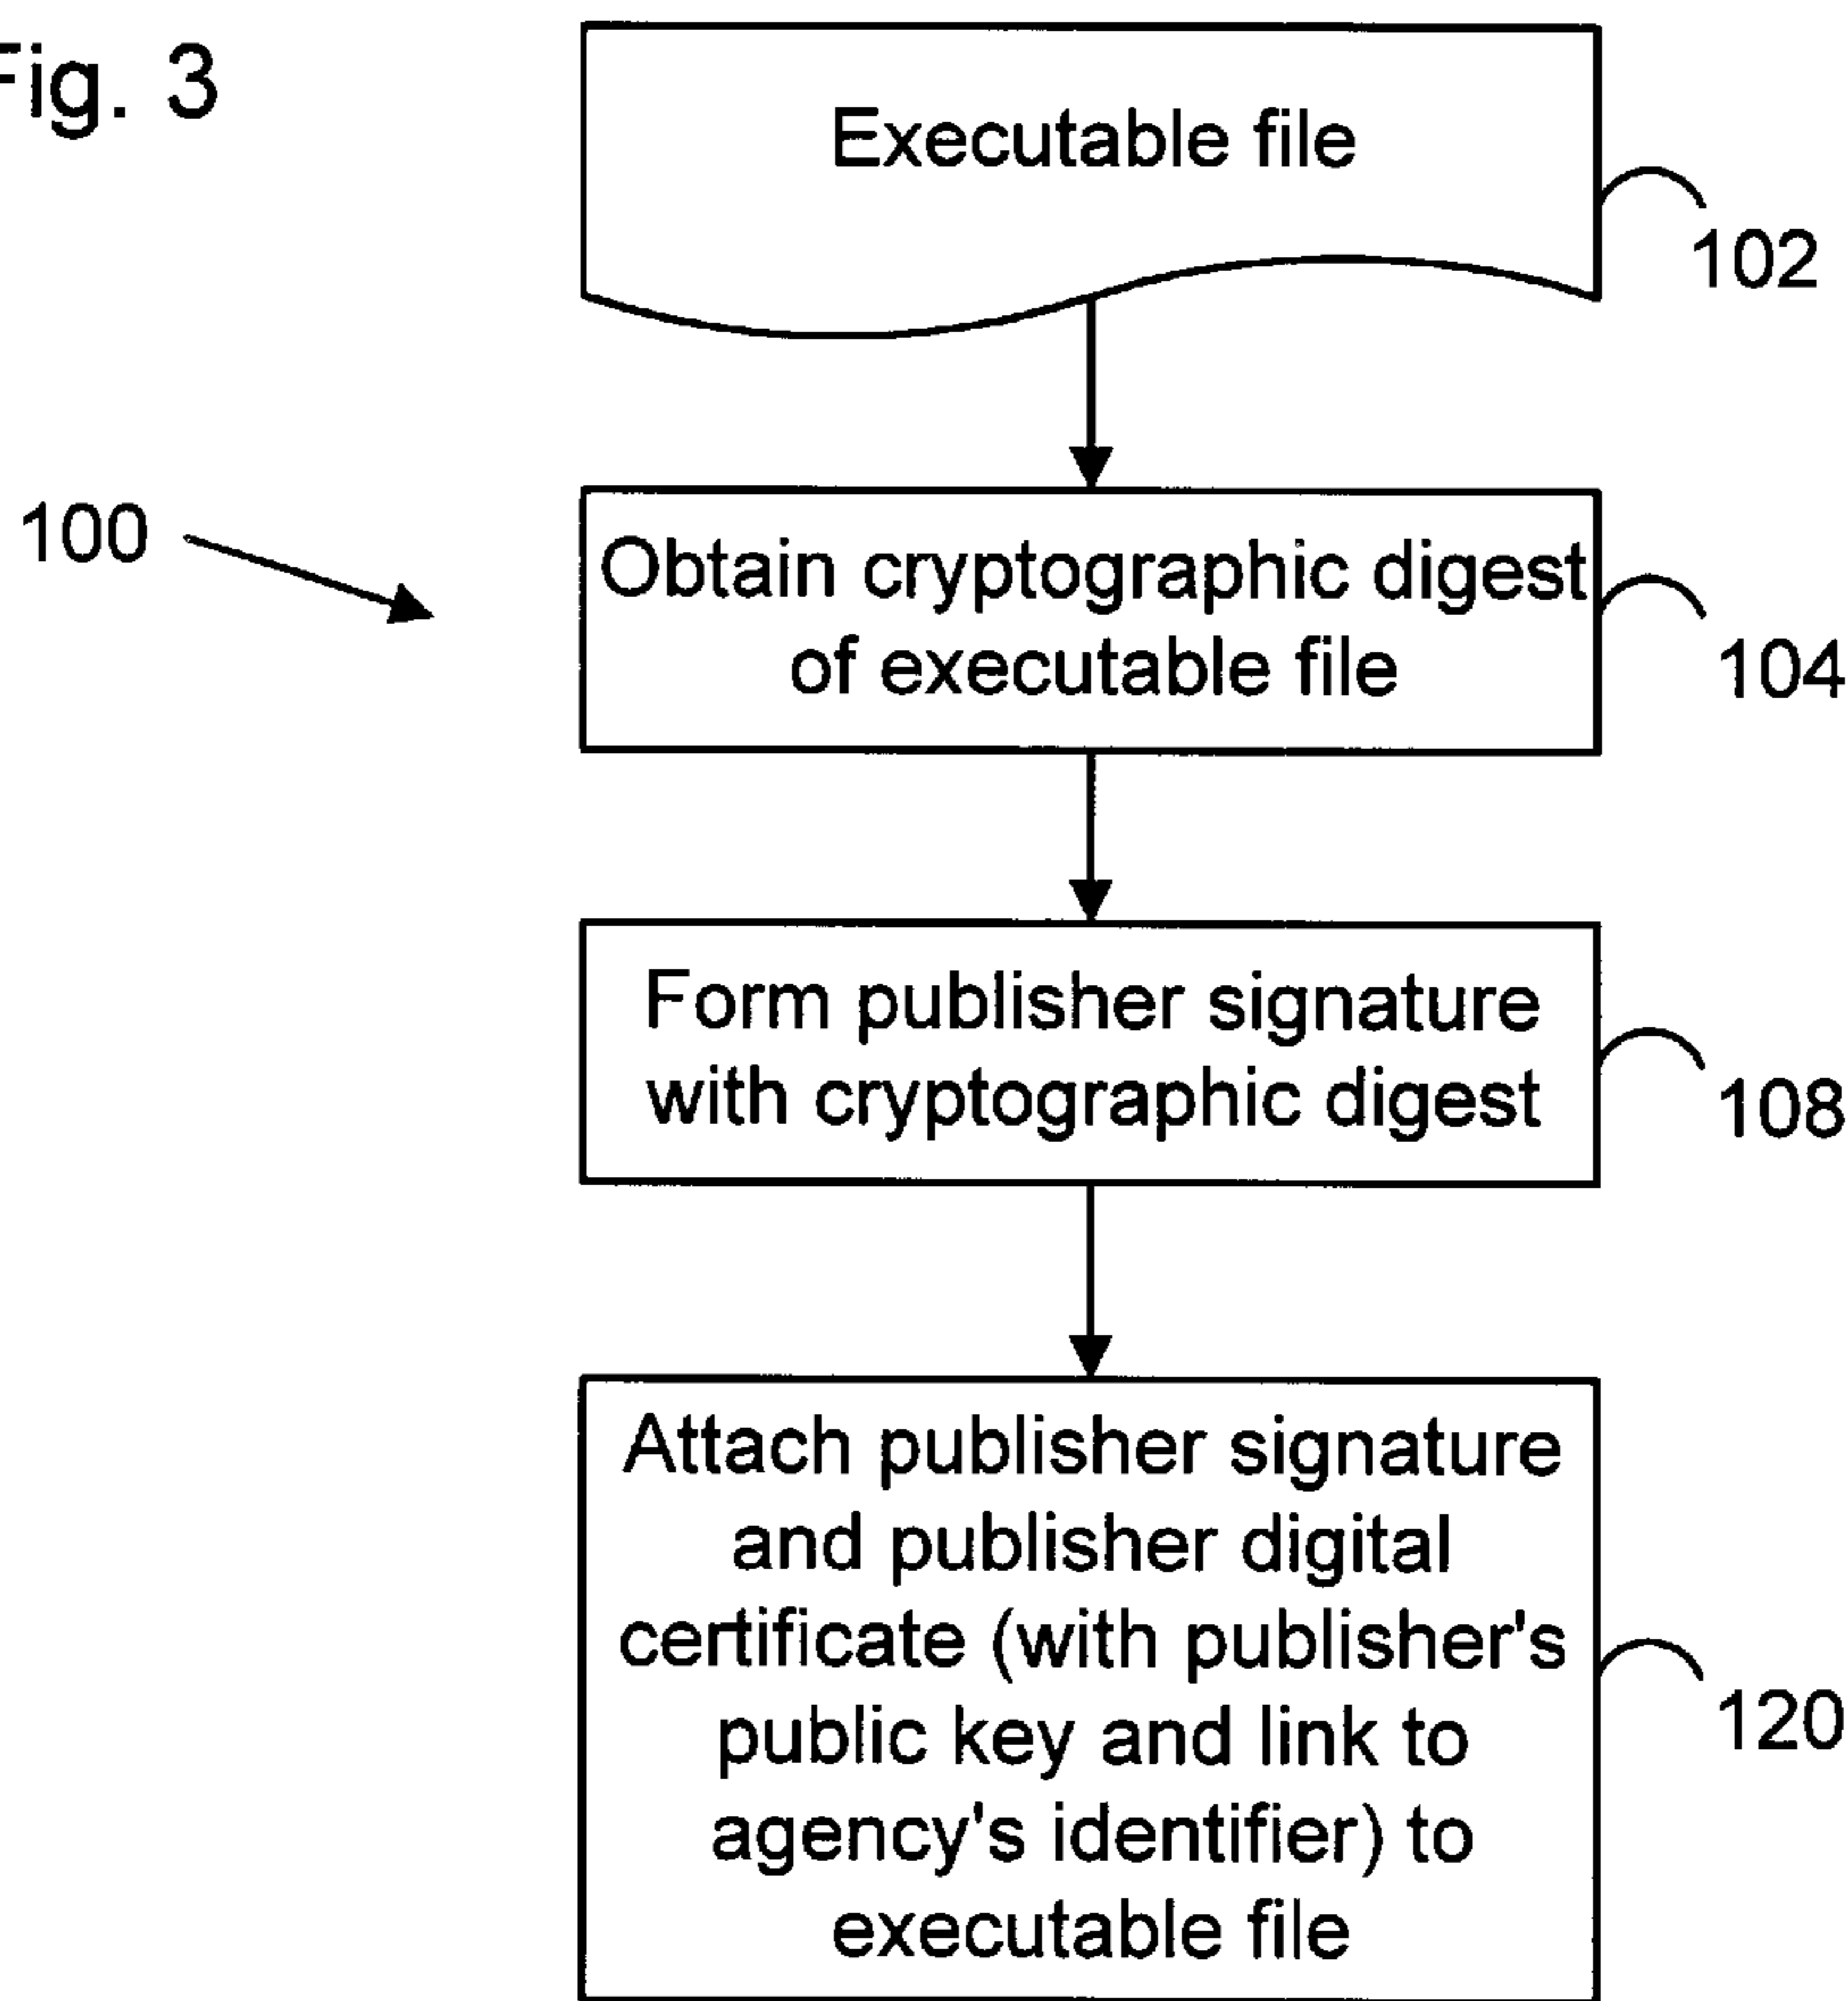 Fig. 3
Executable file
102
100
Obtain cryptographic digest
of executable file
104
Form publisher signature
with cryptographic digest
108
Attach publisher signature
and publisher digital
certificate (with publisher's
public key and link to
agency's identifier) to
executable file
120